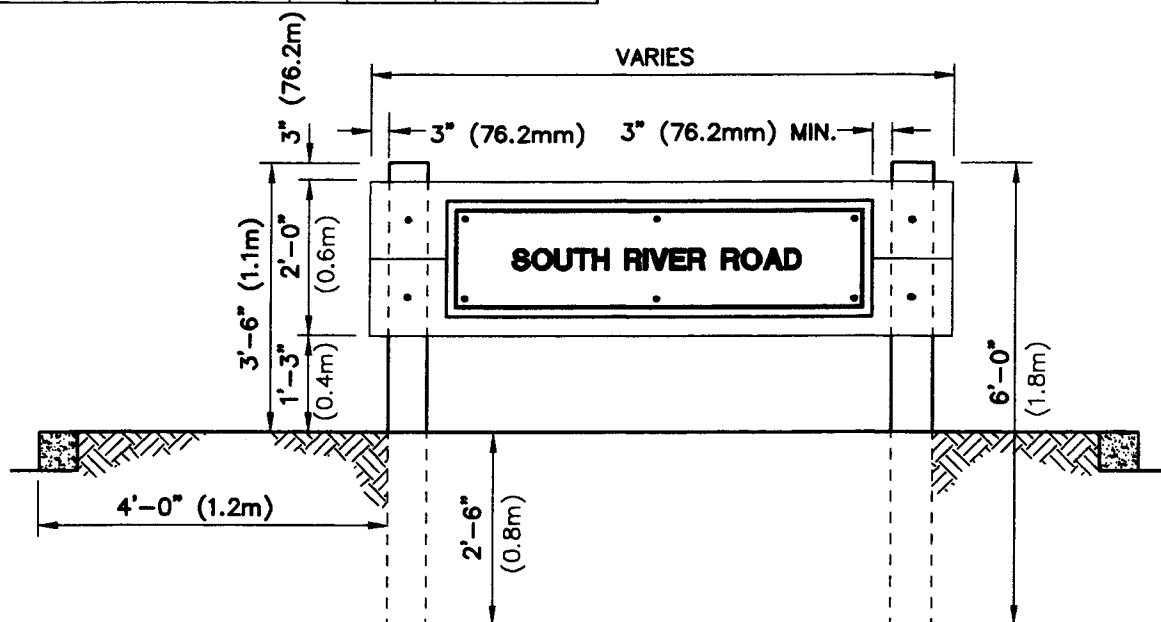 VARIES
3" (76.2m)
3" (76.2mm)
3" (76.2mm) MIN.
3'-6" (1.1m)
2'-0"
(0.6m)
SOUTH RIVER ROAD
1'-3"
(0.4m)
6'-0"
(1.8m)
4'-0" (1.2m)
2'-6"
(0.8m)